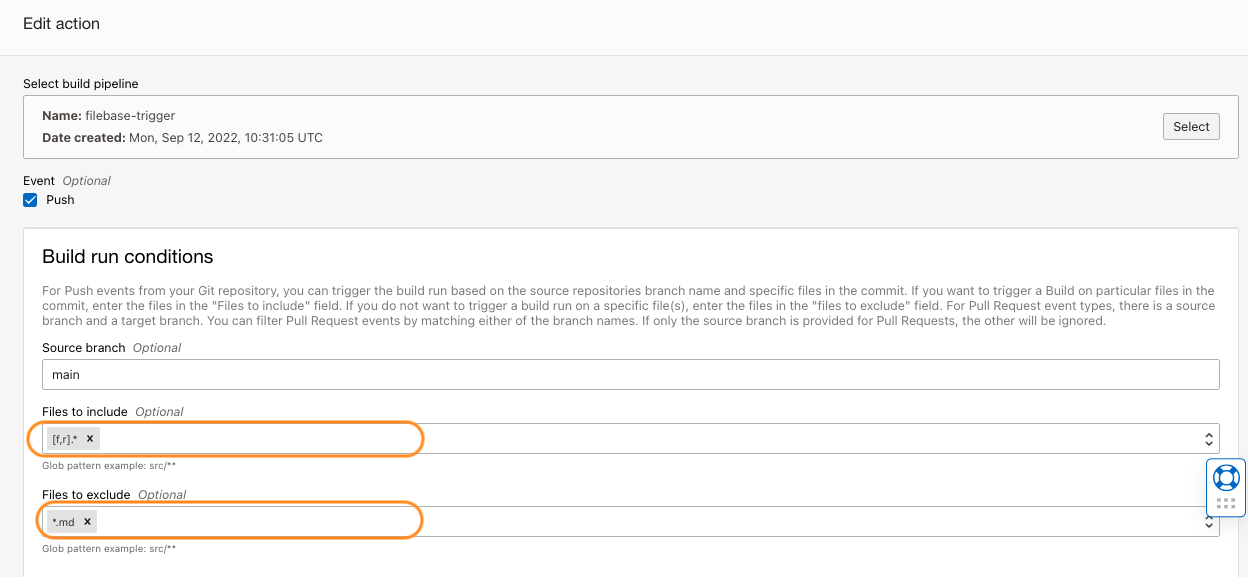 Edit action
Select build pipeline
Name: filebase-trigger
Select
Date created: Mon, Sep 12, 2022, 10:31:05 UTC
Event Optional
Push
Build run conditions
For Push events from your Git repository, you can trigger the build run based on the source repositories branch name and specific files in the commit. If you want to trigger a Build on particular files in the
commit, enter the files in the "Files to include" field. If you do not want to trigger a build run on a specific file(s), enter the files in the "files to exclude" field. For Pull Request event types, there is a source
branch and a target branch. You can filter Pull Request events by matching either of the branch names. If only the source branch is provided for Pull Requests, the other will be ignored.
Source branch Optional
main
Files to include Optional
[f,r].* ×
Glob pattern example: src/**
Files to exclude Optional
*.md ×
Glob pattern example: src/**